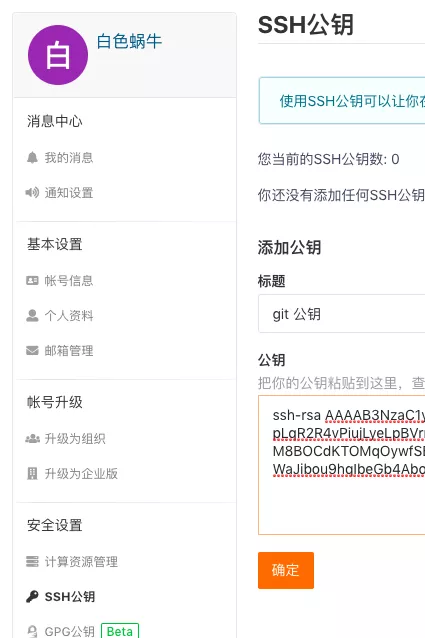 白
白色蜗牛
消息中心
我的消息
通知设置
基本设置
帐号信息
个人资料
邮箱管理
帐号升级
升级为组织
升级为企业版
安全设置
计算资源管理
SSH公钥
GPG公钥 Beta
SSH公钥
使用SSH公钥可以让你在
您当前的SSH公钥数: 0
你还没有添加任何SSH公钥
添加公钥
标题
git 公钥
公钥
把你的公钥粘贴到这里，查
ssh-rsa AAAAB3NzaC1y
pLqR2R4vPiujLyeLpBVr
M8BOCdKTOMqOywfS
WaJibou9hglbeGb4Abo
确定